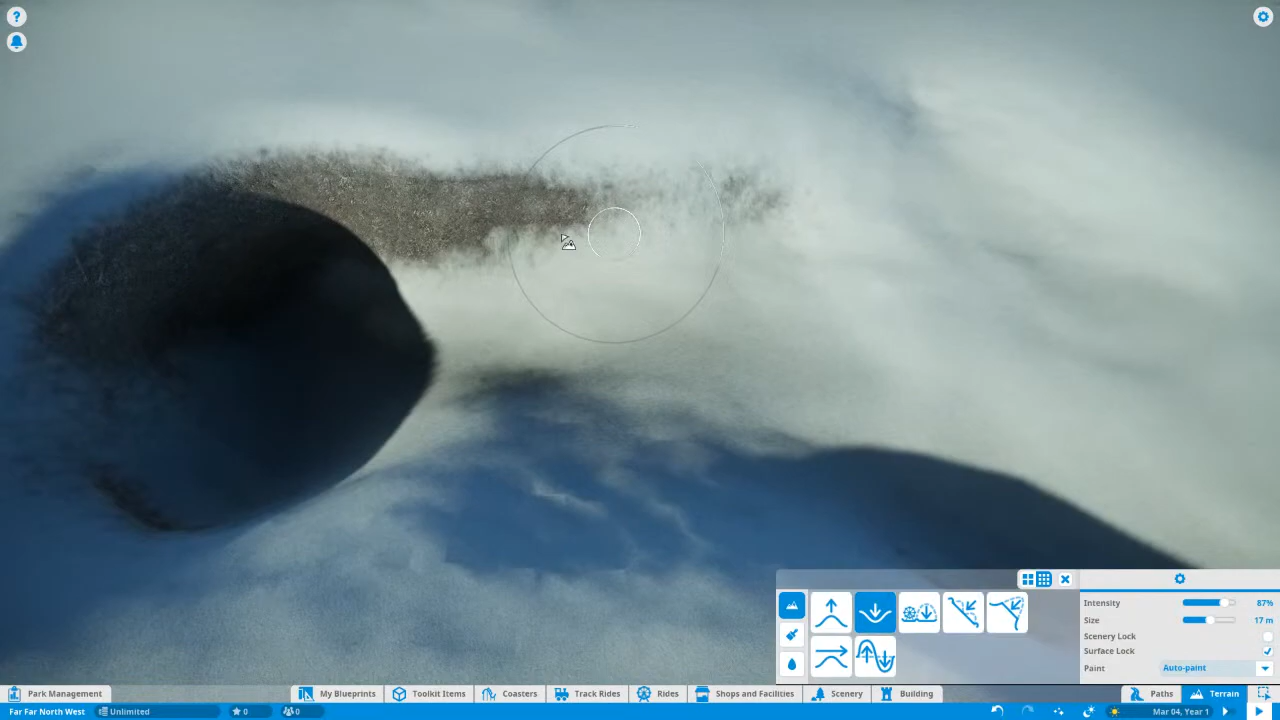 ?
Intensity 87%
Size 17 m
Scenery Lock
Surface Lock
Paint Auto-paint
Park Management My Blueprints Toolkit Items Coasters Track Rides Rides Shops and Facilities Scenery Building Paths Terrain
Far Far North West Unlimited 0 0 Mar 04, Year 1